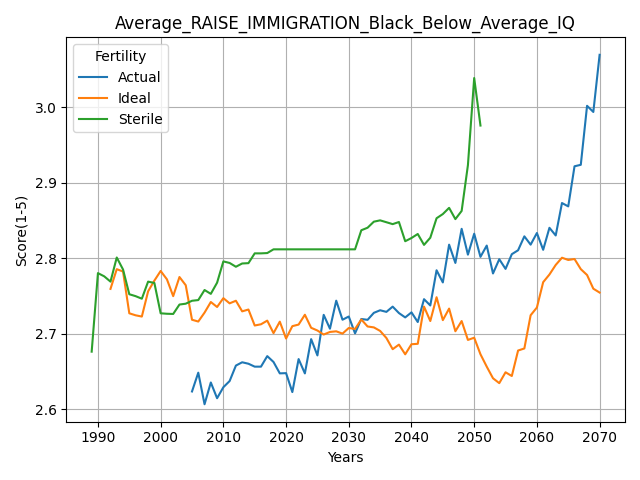 Average_RAISE_IMMIGRATION_Black_Below_Average_IQ
Fertility
Actual
Ideal
Sterile
Score(1-5)
3.0
2.9
2.8
2.7
2.6
1990 2000 2010 2020 2030 2040 2050 2060 2070
Years